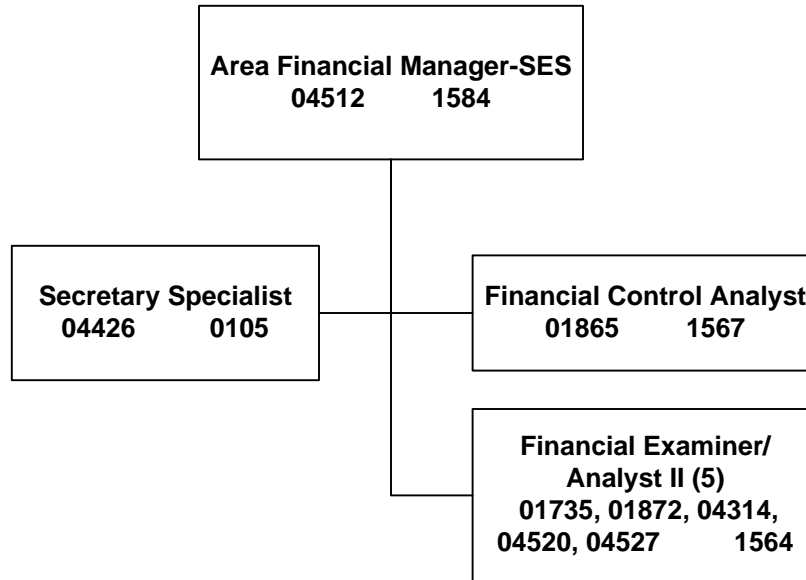 Area Financial Manager-SES
04512 1584
Secretary Specialist
04426 0105
Financial Control Analyst
01865 1567
Financial Examiner/
Analyst II (5)
01735, 01872, 04314,
04520, 04527 1564